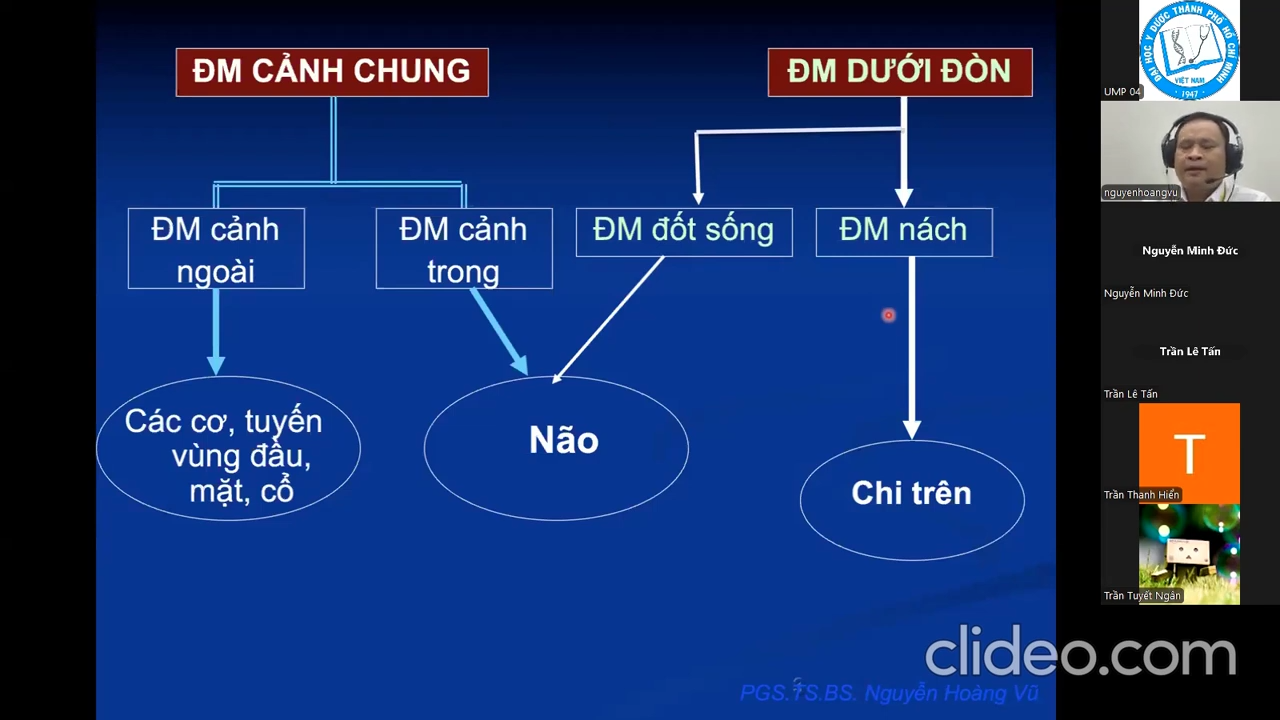 ĐM CẢNH CHUNG
ĐM DƯỚI ĐÒN
ĐM cảnh
ngoài
ĐM cảnh
trong
ĐM đốt sống
ĐM nách
Các cơ, tuyến
vùng đầu,
mặt, cổ
Não
Chi trên
PGS.TS.BS. Nguyễn Hoàng Vũ
clideo.com
ĐẠI HỌC Y DƯỢC THÀNH PHỐ HỒ CHÍ MINH
VIỆT NAM
1947
UMP 04
nguyenhoangvu
Nguyễn Minh Đức
Nguyễn Minh Đức
Trần Lê Tấn
Trần Lê Tấn
T
Trần Thanh Hiển
Trần Tuyết Ngân